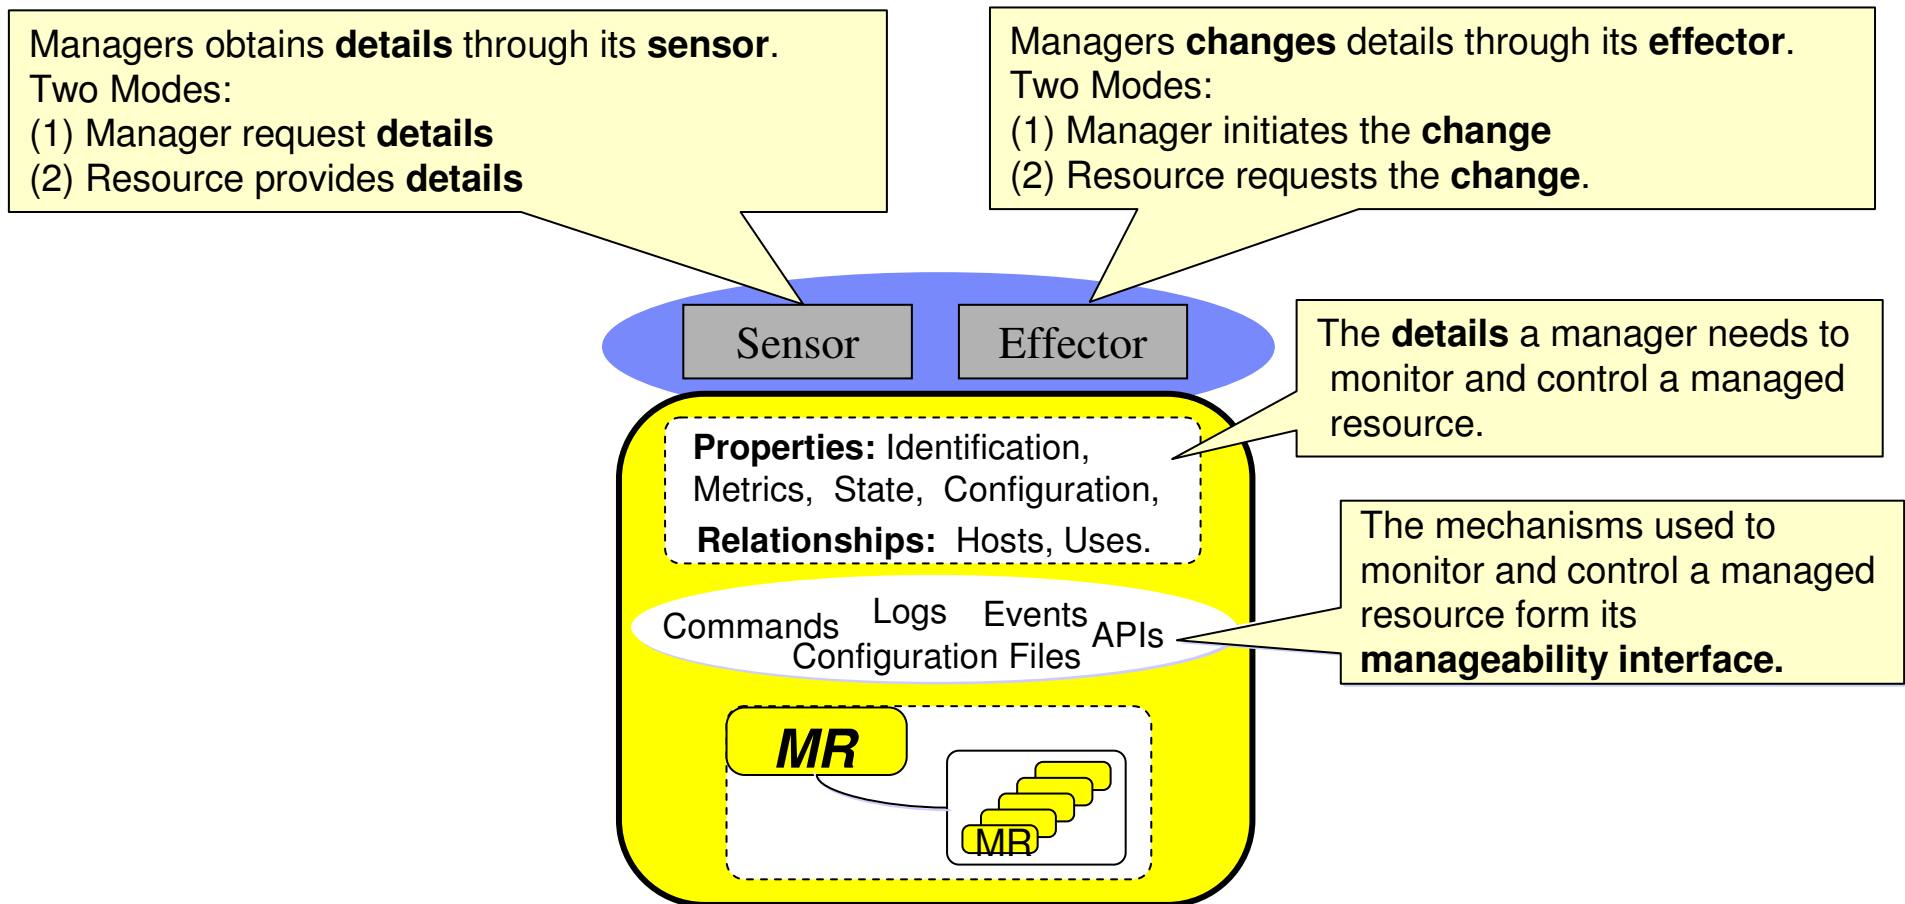 Managers obtains details through its sensor.
Two Modes:
(1) Manager request details
(2) Resource provides details
Managers changes details through its effector.
Two Modes:
(1) Manager initiates the change
(2) Resource requests the change.
Sensor
Effector
The details a manager needs to
monitor and control a managed
resource.
Properties: Identification,
Metrics, State, Configuration,
Relationships: Hosts, Uses.
The mechanisms used to
monitor and control a managed
resource form its
manageability interface.
Commands Logs Events APIs
Configuration Files
MR
MR